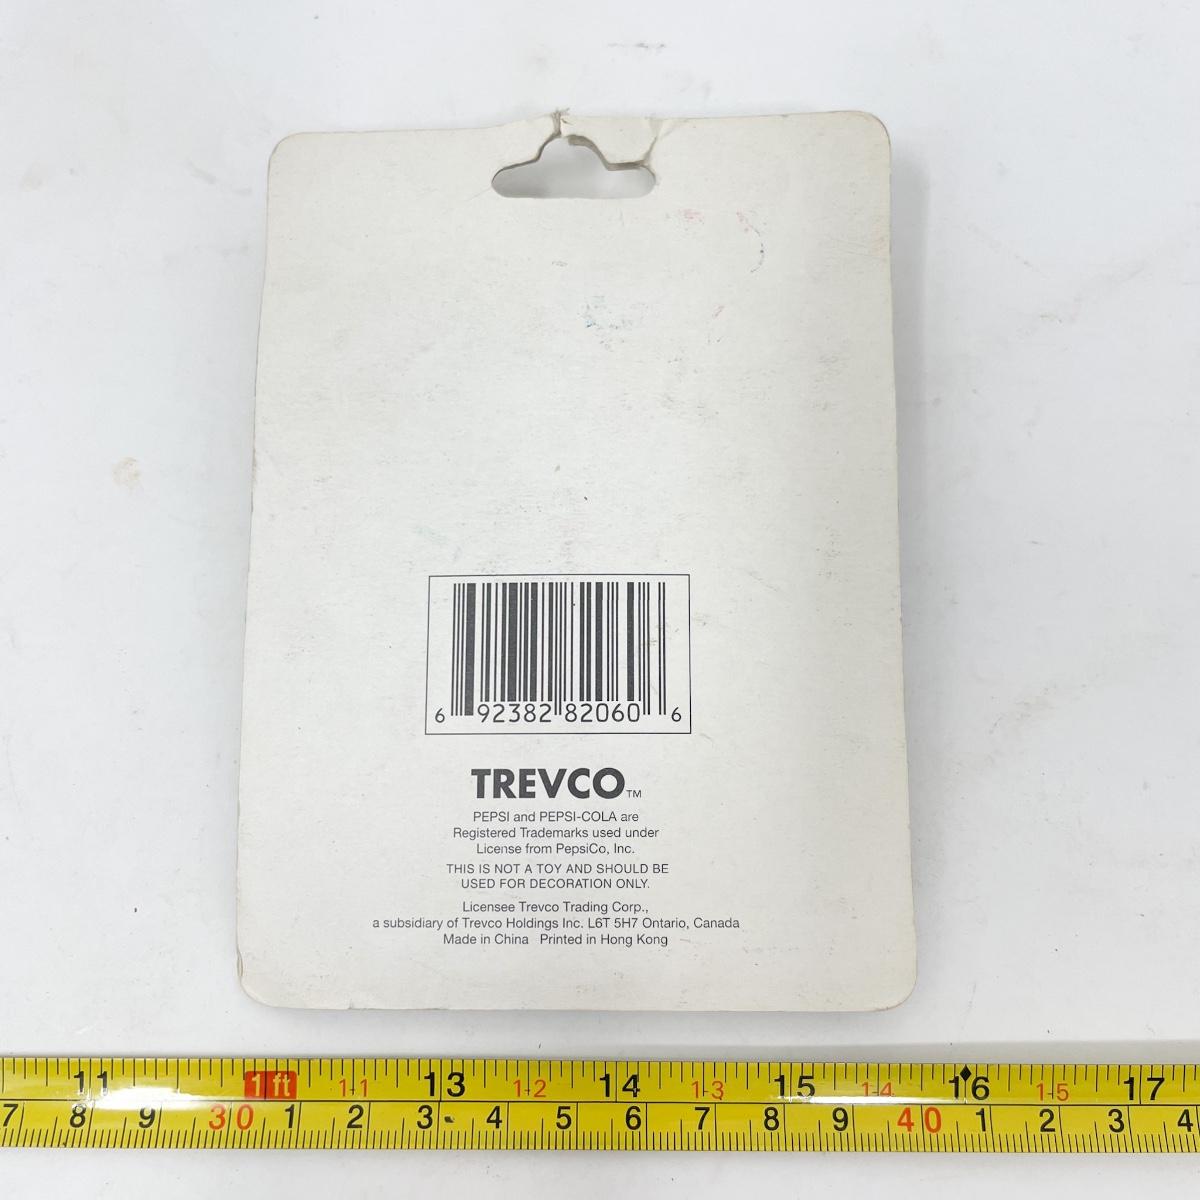 6 92382 82060 6
TREVCO™
PEPSI and PEPSI-COLA are
Registered Trademarks used under
License from PepsiCo, Inc.
THIS IS NOT A TOY AND SHOULD BE
USED FOR DECORATION ONLY.
Licensee Trevco Trading Corp.,
a subsidiary of Trevco Holdings Inc. L6T 5H7 Ontario, Canada
Made in China Printed in Hong Kong
11 1ft 1-1 13 1-2 14 1-3 15 1-4 16 1-5 17
7 8 9 30 1 2 3 4 5 6 7 8 9 40 1 2 3 4